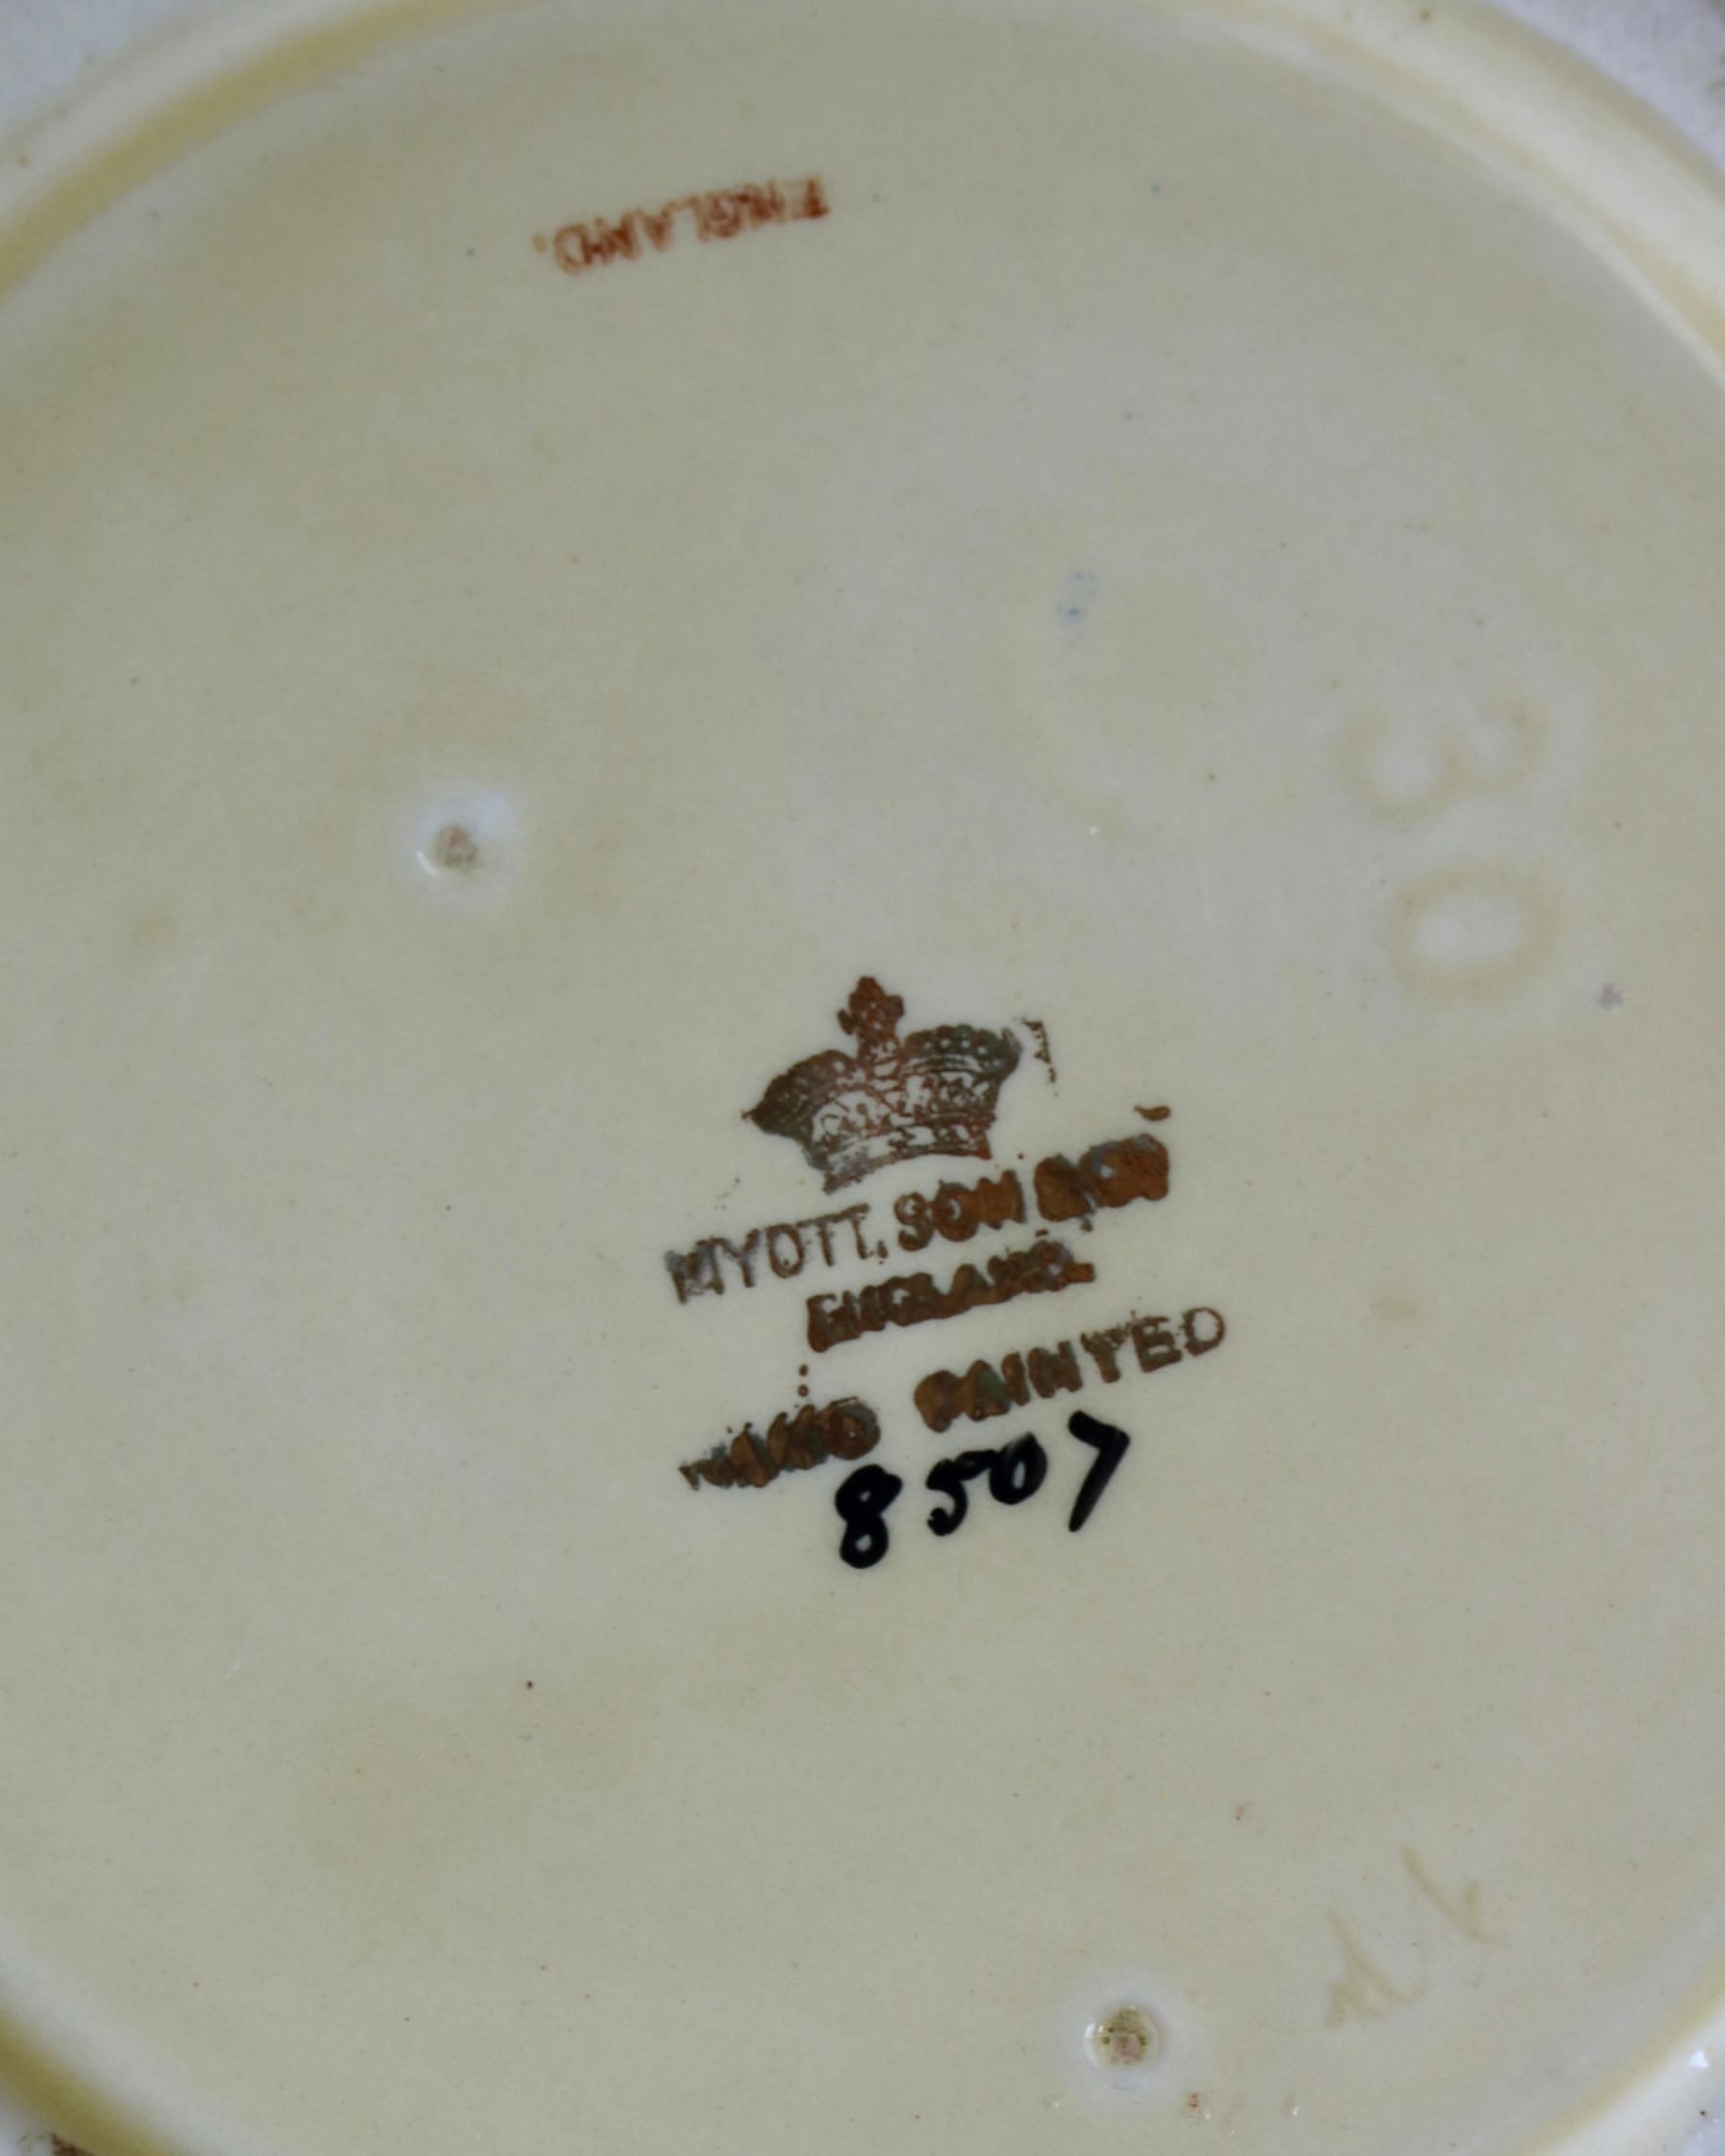 ENGLAND.
30
MYOTT, SON & CO
ENGLAND.
HAND PAINTED
8507